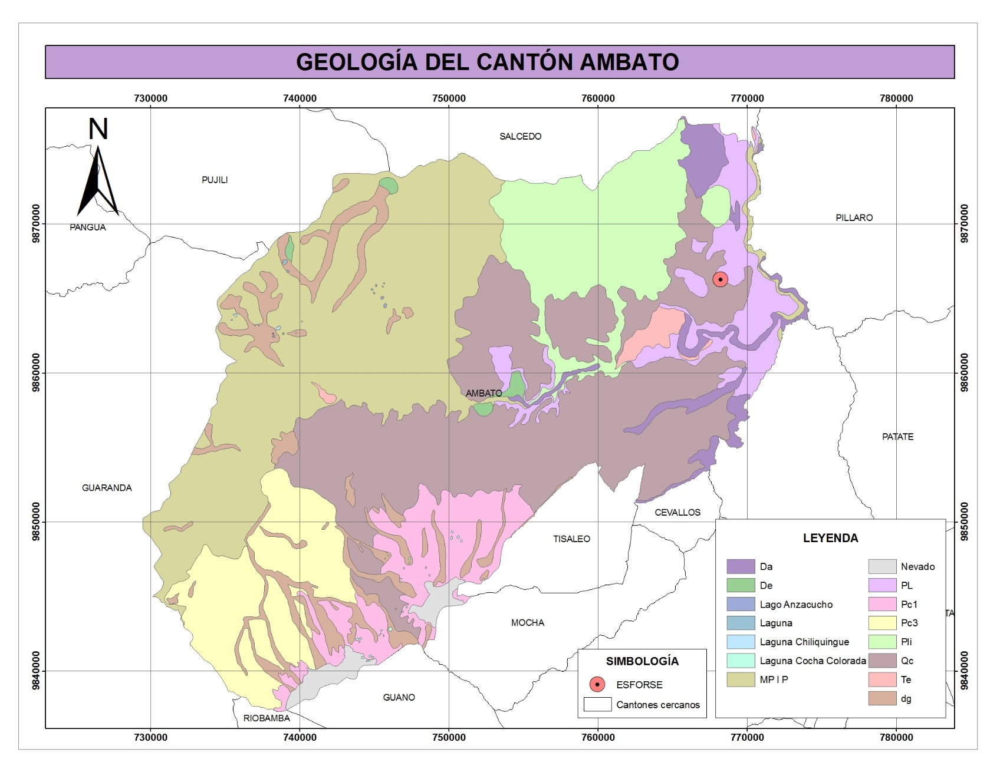 GEOLOGÍA DEL CANTÓN AMBATO
730000 740000 750000 760000 770000 780000
N
SALCEDO
PUJILI
PANGUA
PILLARO
9870000 9870000
9860000 9860000
AMBATO
PATATE
GUARANDA
CEVALLOS
9850000 9850000
TISALEO
MOCHA
TA
GUANO
RIOBAMBA
9840000 9840000
LEYENDA
Da
De
Lago Anzacucho
Laguna
Laguna Chiliquingue
Laguna Cocha Colorada
MP I P
Nevado
PL
Pc1
Pc3
Pli
Qc
Te
dg
SIMBOLOGÍA
ESFORSE
Cantones cercanos
730000 740000 750000 760000 770000 780000